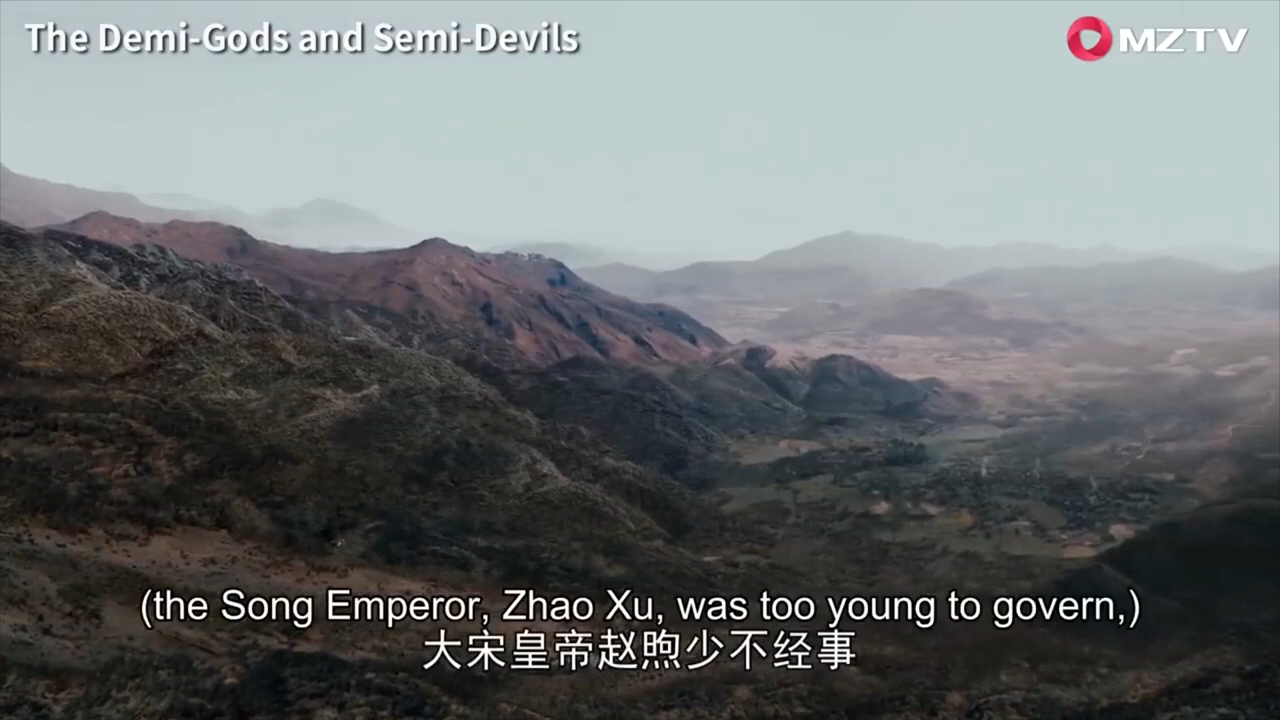 The Demi-Gods and Semi-Devils
MZTV
(the Song Emperor, Zhao Xu, was too young to govern,)
大宋皇帝赵煦少不经事